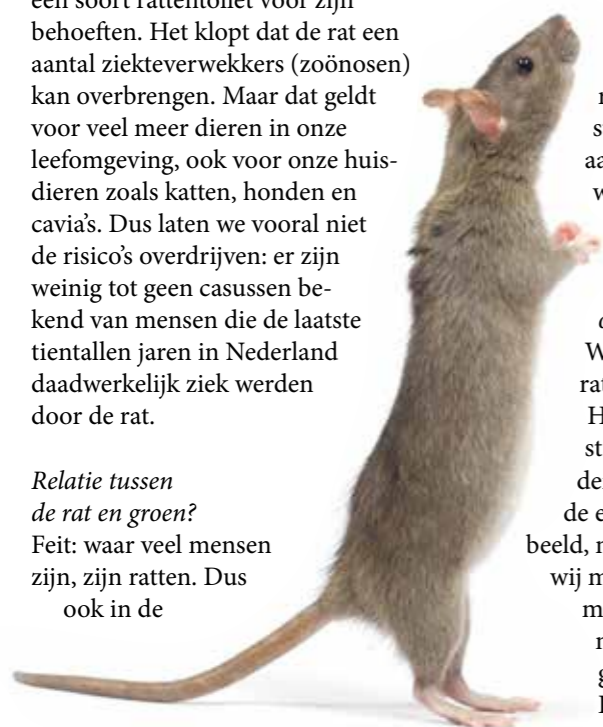 een soort rattentoilet voor zijn
behoeften. Het klopt dat de rat een
aantal ziekteverwekkers (zoönosen)
kan overbrengen. Maar dat geldt
voor veel meer dieren in onze
leefomgeving, ook voor onze huis-
dieren zoals katten, honden en
cavia's. Dus laten we vooral niet
de risico's overdrijven: er zijn
weinig tot geen casussen be-
kend van mensen die de laatste
tientallen jaren in Nederland
daadwerkelijk ziek werden
door de rat.
Relatie tussen
de rat en groen?
Feit: waar veel mensen
zijn, zijn ratten. Dus
ook in de
de
beeld,
wij